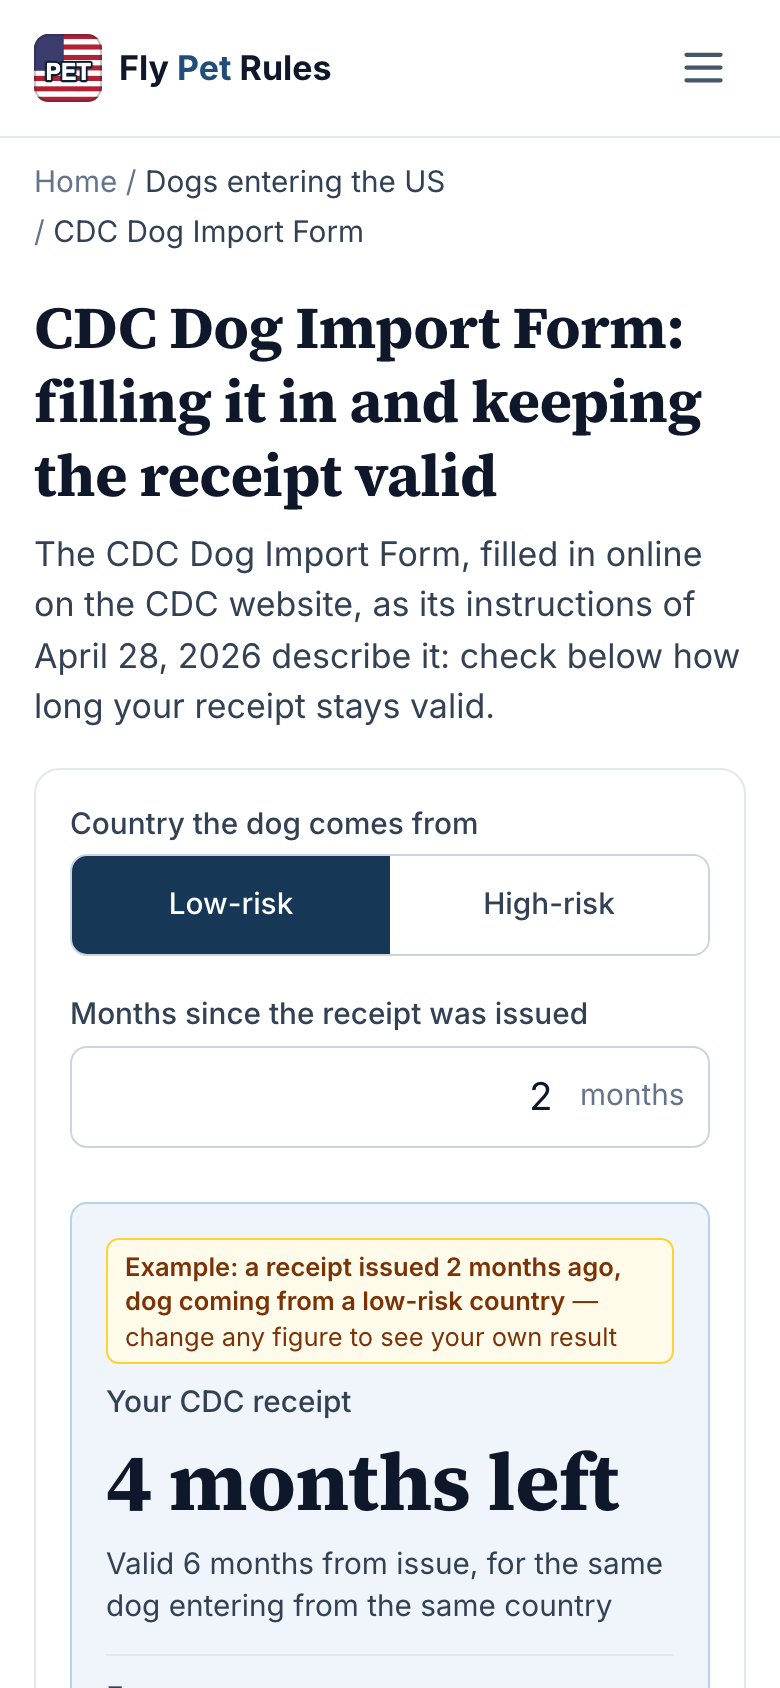 PET
Fly Pet Rules
Home / Dogs entering the US
/ CDC Dog Import Form
CDC Dog Import Form:
filling it in and keeping
the receipt valid
The CDC Dog Import Form, filled in online
on the CDC website, as its instructions of
April 28, 2026 describe it: check below how
long your receipt stays valid.
Country the dog comes from
Low-risk
High-risk
Months since the receipt was issued
2 months
Example: a receipt issued 2 months ago,
dog coming from a low-risk country —
change any figure to see your own result
Your CDC receipt
4 months left
Valid 6 months from issue, for the same
dog entering from the same country